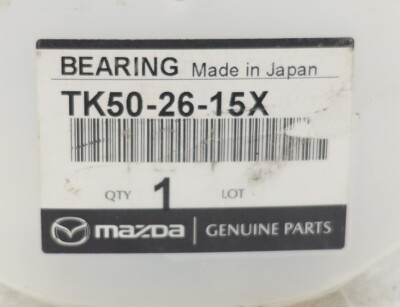 BEARING Made in Japan
TK50-26-15X
QTY 1 LOT
mazda GENUINE PARTS